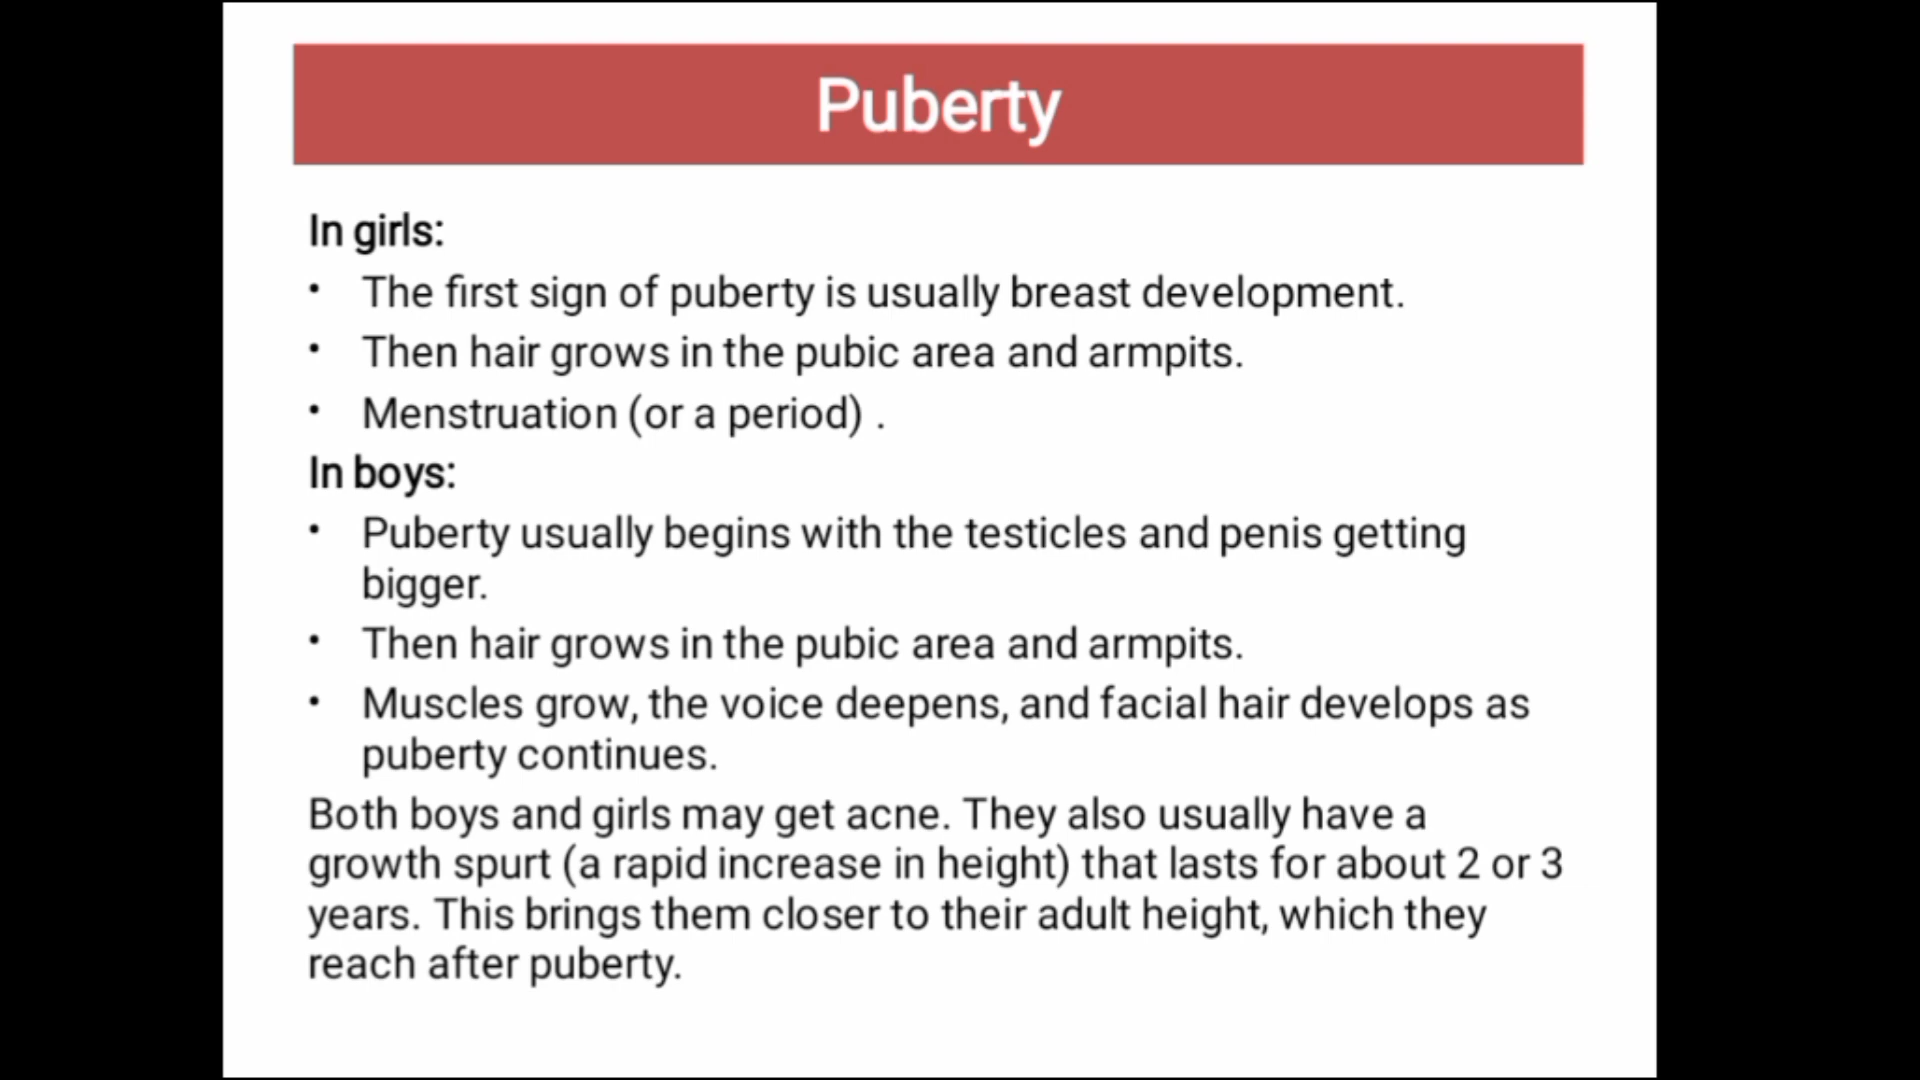 Puberty
In girls:
• The first sign of puberty is usually breast development.
• Then hair grows in the pubic area and armpits.
• Menstruation (or a period) .
In boys:
• Puberty usually begins with the testicles and penis getting
bigger.
• Then hair grows in the pubic area and armpits.
• Muscles grow, the voice deepens, and facial hair develops as
puberty continues.
Both boys and girls may get acne. They also usually have a
growth spurt (a rapid increase in height) that lasts for about 2 or 3
years. This brings them closer to their adult height, which they
reach after puberty.